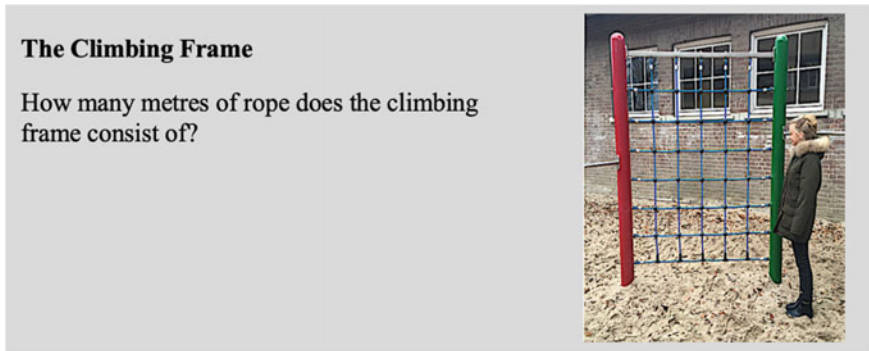 The Climbing Frame
How many metres of rope does the climbing
frame consist of?